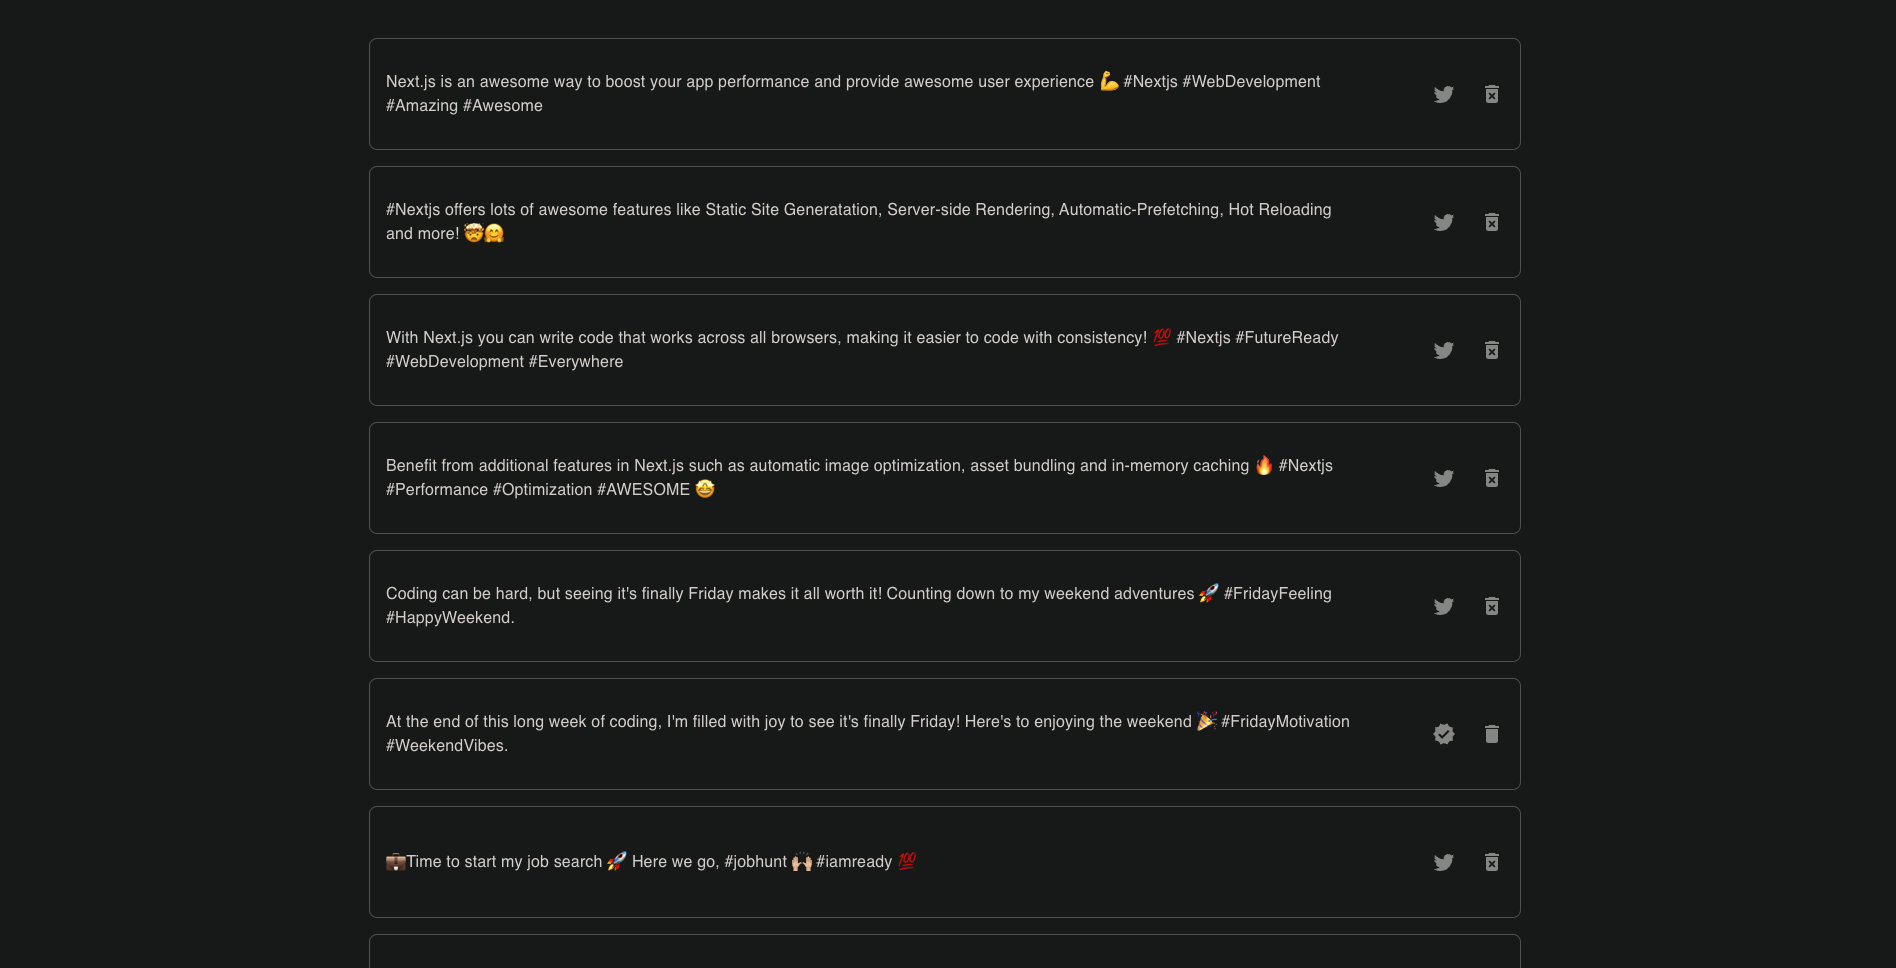 Next.js is an awesome way to boost your app performance and provide awesome user experience 💪 #Nextjs #WebDevelopment
#Amazing #Awesome
#Nextjs offers lots of awesome features like Static Site Generatation, Server-side Rendering, Automatic-Prefetching, Hot Reloading
and more! 🤯🤗
With Next.js you can write code that works across all browsers, making it easier to code with consistency! 💯 #Nextjs #FutureReady
#WebDevelopment #Everywhere
Benefit from additional features in Next.js such as automatic image optimization, asset bundling and in-memory caching 🔥 #Nextjs
#Performance #Optimization #AWESOME 🤩
Coding can be hard, but seeing it's finally Friday makes it all worth it! Counting down to my weekend adventures 🚀 #FridayFeeling
#HappyWeekend.
At the end of this long week of coding, I'm filled with joy to see it's finally Friday! Here's to enjoying the weekend 🎉 #FridayMotivation
#WeekendVibes.
💼Time to start my job search 🚀 Here we go, #jobhunt 🙌🏼 #iamready 💯